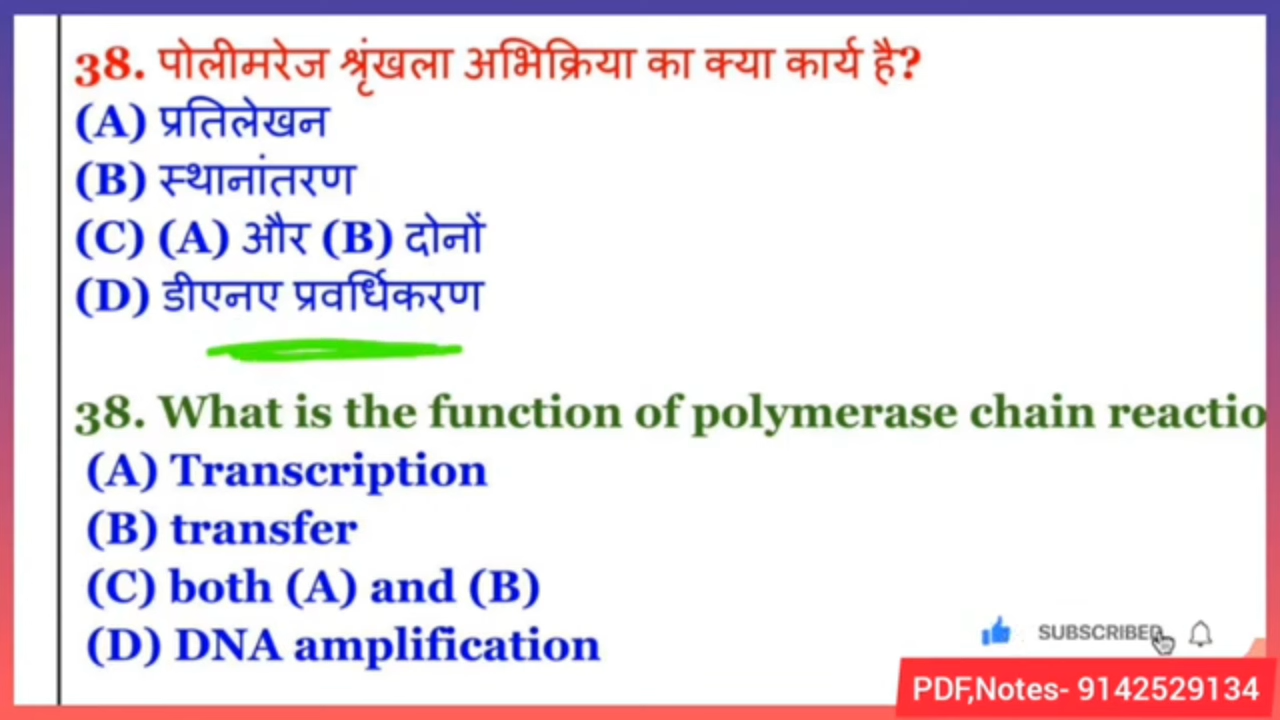 38. पोलीमरेज श्रृंखला अभिक्रिया का क्या कार्य है?
(A) प्रतिलेखन
(B) स्थानांतरण
(C) (A) और (B) दोनों
(D) डीएनए प्रवर्धिकरण
38. What is the function of polymerase chain reactio
(A) Transcription
(B) transfer
(C) both (A) and (B)
(D) DNA amplification
SUBSCRIBED
PDF,Notes- 9142529134